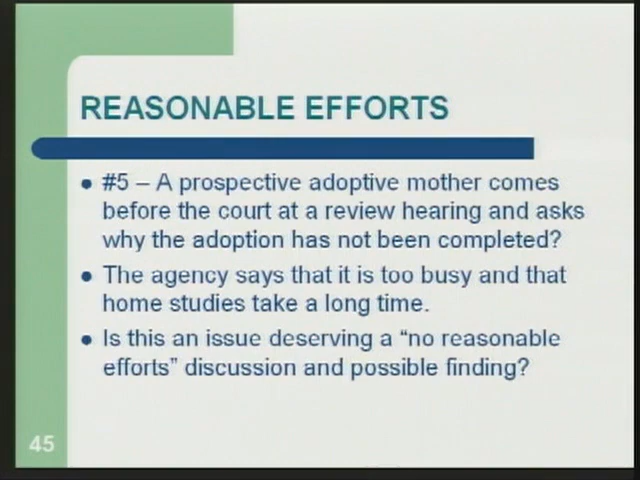 REASONABLE EFFORTS
• #5 – A prospective adoptive mother comes
before the court at a review hearing and asks
why the adoption has not been completed?
• The agency says that it is too busy and that
home studies take a long time.
• Is this an issue deserving a “no reasonable
efforts” discussion and possible finding?
45